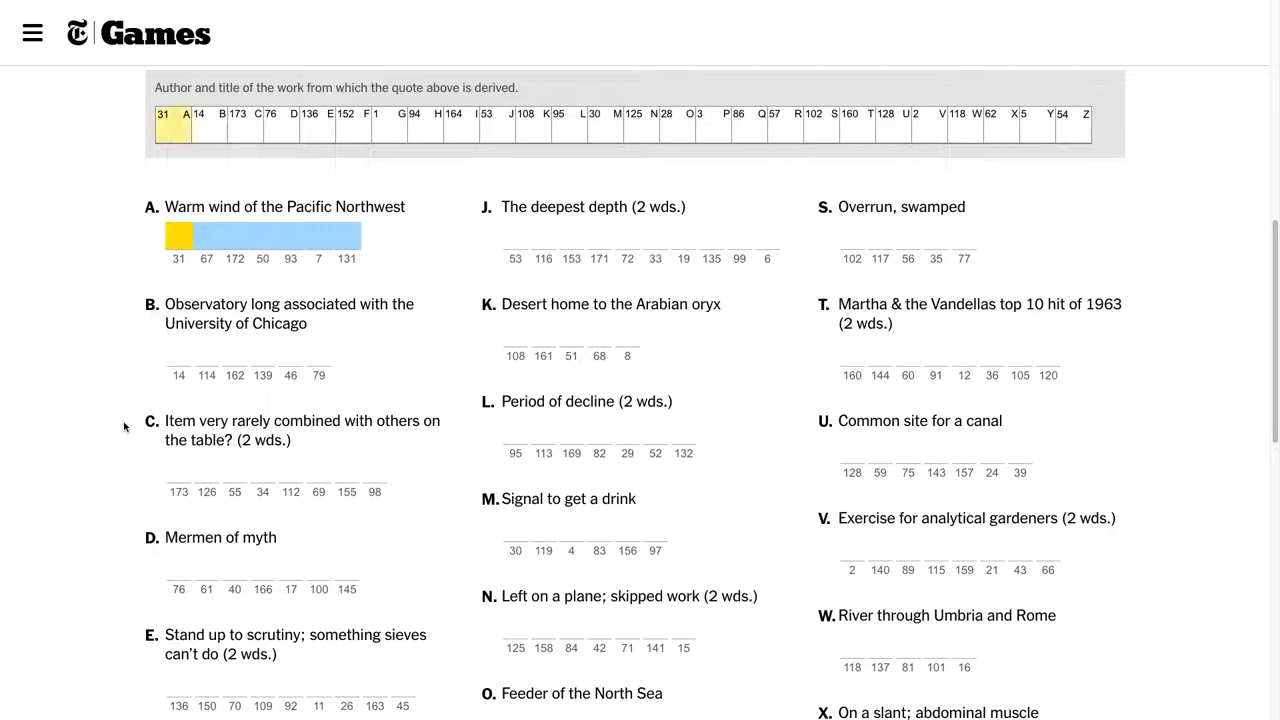 T Games
Author and title of the work from which the quote above is derived.
31 A 14 B 173 C 76 D 136 E 152 F 1 G 94 H 164 I 53 J 108 K 95 L 30 M 125 N 28 O 3 P 86 Q 57 R 102 S 160 T 128 U 2 V 118 W 62 X 5 Y 54 Z
A. Warm wind of the Pacific Northwest
31 67 172 50 93 7 131
B. Observatory long associated with the
University of Chicago
14 114 162 139 46 79
C. Item very rarely combined with others on
the table? (2 wds.)
173 126 55 34 112 69 155 98
D. Mermen of myth
76 61 40 166 17 100 145
E. Stand up to scrutiny; something sieves
can't do (2 wds.)
136 150 70 109 92 11 26 163 45
J. The deepest depth (2 wds.)
53 116 153 171 72 33 19 135 99 6
K. Desert home to the Arabian oryx
108 161 51 68 8
L. Period of decline (2 wds.)
95 113 169 82 29 52 132
M. Signal to get a drink
30 119 4 83 156 97
N. Left on a plane; skipped work (2 wds.)
125 158 84 42 71 141 15
O. Feeder of the North Sea
S. Overrun, swamped
102 117 56 35 77
T. Martha & the Vandellas top 10 hit of 1963
(2 wds.)
160 144 60 91 12 36 105 120
U. Common site for a canal
128 59 75 143 157 24 39
V. Exercise for analytical gardeners (2 wds.)
2 140 89 115 159 21 43 66
W. River through Umbria and Rome
118 137 81 101 16
X. On a slant; abdominal muscle